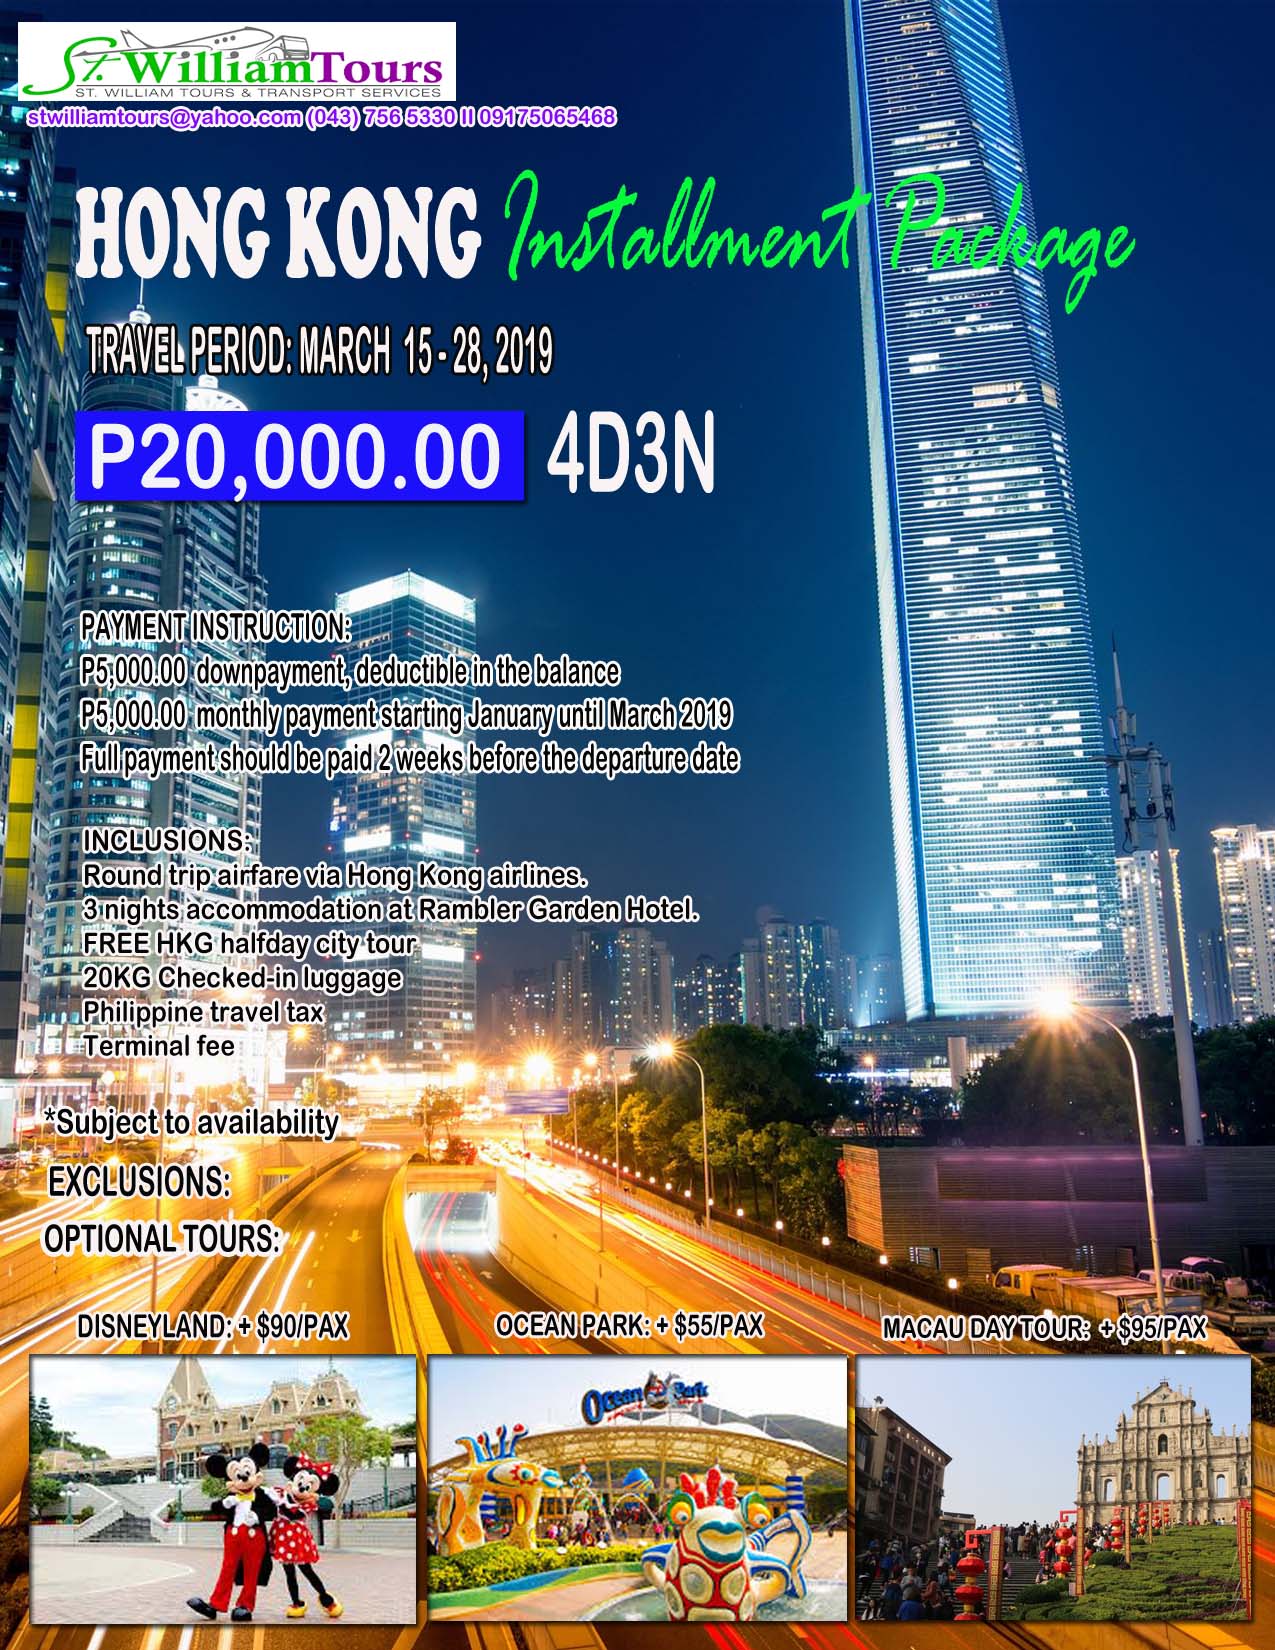 St. William Tours
ST. WILLIAM TOURS & TRANSPORT SERVICES
stwilliamtours@yahoo.com (043) 756 5330 II 09175065468
HONG KONG Installment Package
TRAVEL PERIOD: MARCH 15 - 28, 2019
P20,000.00 4D3N
PAYMENT INSTRUCTION:
P5,000.00 downpayment, deductible in the balance
P5,000.00 monthly payment starting January until March 2019
Full payment should be paid 2 weeks before the departure date
INCLUSIONS:
Round trip airfare via Hong Kong airlines.
3 nights accommodation at Rambler Garden Hotel.
FREE HKG halfday city tour
20KG Checked-in luggage
Philippine travel tax
Terminal fee
*Subject to availability
EXCLUSIONS:
OPTIONAL TOURS:
DISNEYLAND: + $90/PAX
OCEAN PARK: + $55/PAX
MACAU DAY TOUR: + $95/PAX
Ocean Park